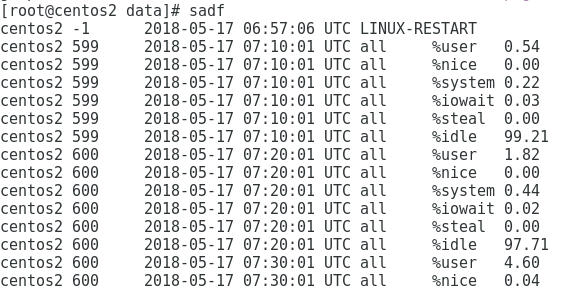 [root@centos2 data]# sadf
centos2 -1      2018-05-17 06:57:06 UTC LINUX-RESTART
centos2 599     2018-05-17 07:10:01 UTC all     %user   0.54
centos2 599     2018-05-17 07:10:01 UTC all     %nice   0.00
centos2 599     2018-05-17 07:10:01 UTC all     %system 0.22
centos2 599     2018-05-17 07:10:01 UTC all     %iowait 0.03
centos2 599     2018-05-17 07:10:01 UTC all     %steal  0.00
centos2 599     2018-05-17 07:10:01 UTC all     %idle   99.21
centos2 600     2018-05-17 07:20:01 UTC all     %user   1.82
centos2 600     2018-05-17 07:20:01 UTC all     %nice   0.00
centos2 600     2018-05-17 07:20:01 UTC all     %system 0.44
centos2 600     2018-05-17 07:20:01 UTC all     %iowait 0.02
centos2 600     2018-05-17 07:20:01 UTC all     %steal  0.00
centos2 600     2018-05-17 07:20:01 UTC all     %idle   97.71
centos2 600     2018-05-17 07:30:01 UTC all     %user   4.60
centos2 600     2018-05-17 07:30:01 UTC all     %nice   0.04